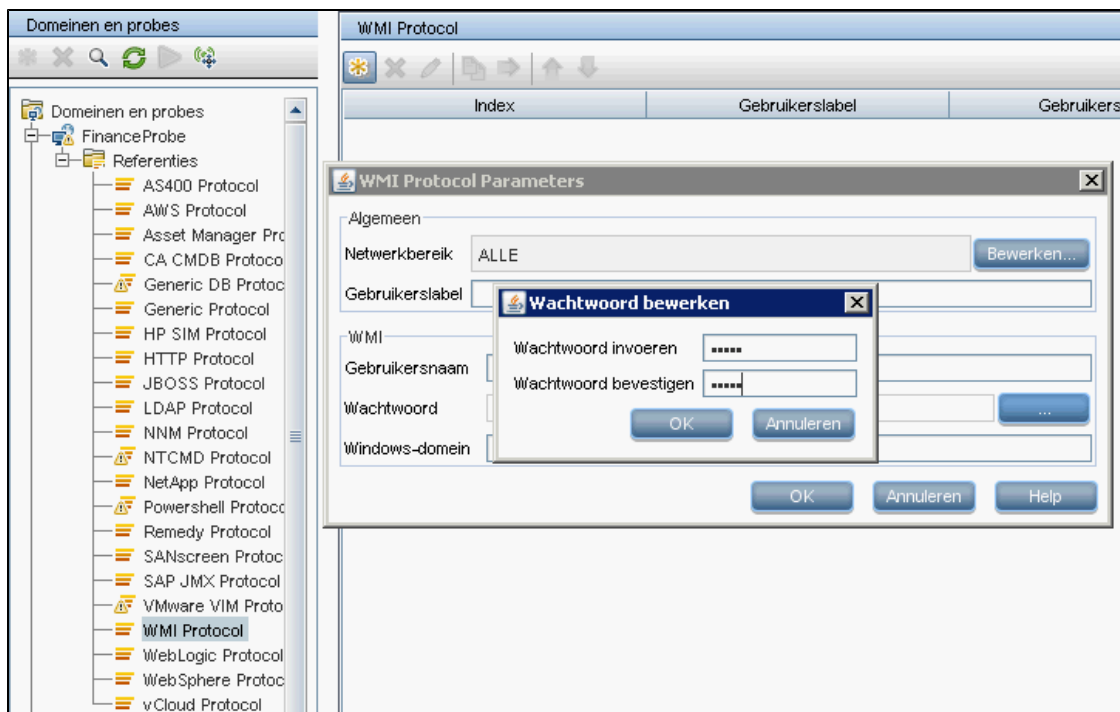 Domeinen en probes
Domeinen en probes
FinanceProbe
Referenties
AS400 Protocol
AWS Protocol
Asset Manager Prc
CA CMDB Protoco
Generic DB Protoc
Generic Protocol
HP SIM Protocol
HTTP Protocol
JBOSS Protocol
LDAP Protocol
NNM Protocol
NTCMD Protocol
NetApp Protocol
Powershell Protocc
Remedy Protocol
SANscreen Protoc
SAP JMX Protocol
VMware VIM Proto
WMI Protocol
WebLogic Protocol
WebSphere Protoc
vCloud Protocol
WMI Protocol
Index Gebruikerslabel Gebruikers
WMI Protocol Parameters
Algemeen
Netwerkbereik ALLE Bewerken...
Gebruikerslabel
WMI
Gebruikersnaam
Wachtwoord ...
Windows-domein
OK Annuleren Help
Wachtwoord bewerken
Wachtwoord invoeren •••••
Wachtwoord bevestigen •••••
OK Annuleren